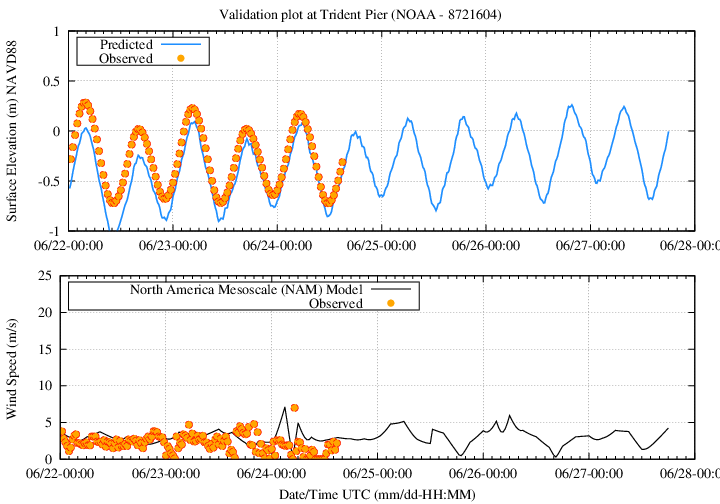 Validation plot at Trident Pier (NOAA - 8721604)
Surface Elevation (m) NAVD88
Predicted
Observed
1
0.5
0
-0.5
-1
06/22-00:00 06/23-00:00 06/24-00:00 06/25-00:00 06/26-00:00 06/27-00:00 06/28-00:0
Wind Speed (m/s)
North America Mesoscale (NAM) Model
Observed
25
20
15
10
5
0
06/22-00:00 06/23-00:00 06/24-00:00 06/25-00:00 06/26-00:00 06/27-00:00 06/28-00:0
Date/Time UTC (mm/dd-HH:MM)